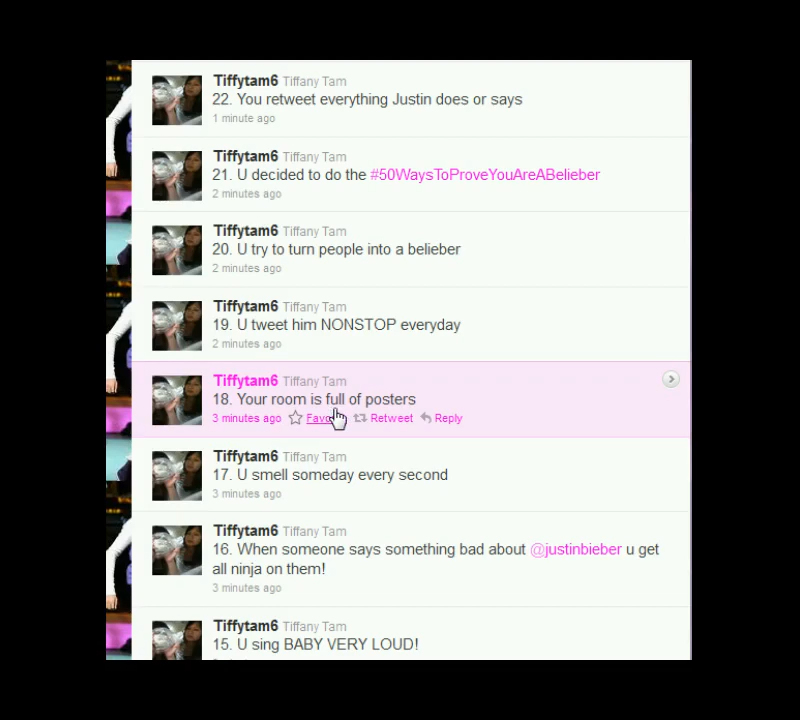 Tiffytam6 Tiffany Tam
22. You retweet everything Justin does or says
1 minute ago
Tiffytam6 Tiffany Tam
21. U decided to do the #50WaysToProveYouAreABelieber
2 minutes ago
Tiffytam6 Tiffany Tam
20. U try to turn people into a belieber
2 minutes ago
Tiffytam6 Tiffany Tam
19. U tweet him NONSTOP everyday
2 minutes ago
Tiffytam6 Tiffany Tam
18. Your room is full of posters
3 minutes ago Retweet Reply
Tiffytam6 Tiffany Tam
17. U smell someday every second
3 minutes ago
Tiffytam6 Tiffany Tam
16. When someone says something bad about @justinbieber u get
all ninja on them!
3 minutes ago
Tiffytam6 Tiffany Tam
15. U sing BABY VERY LOUD!